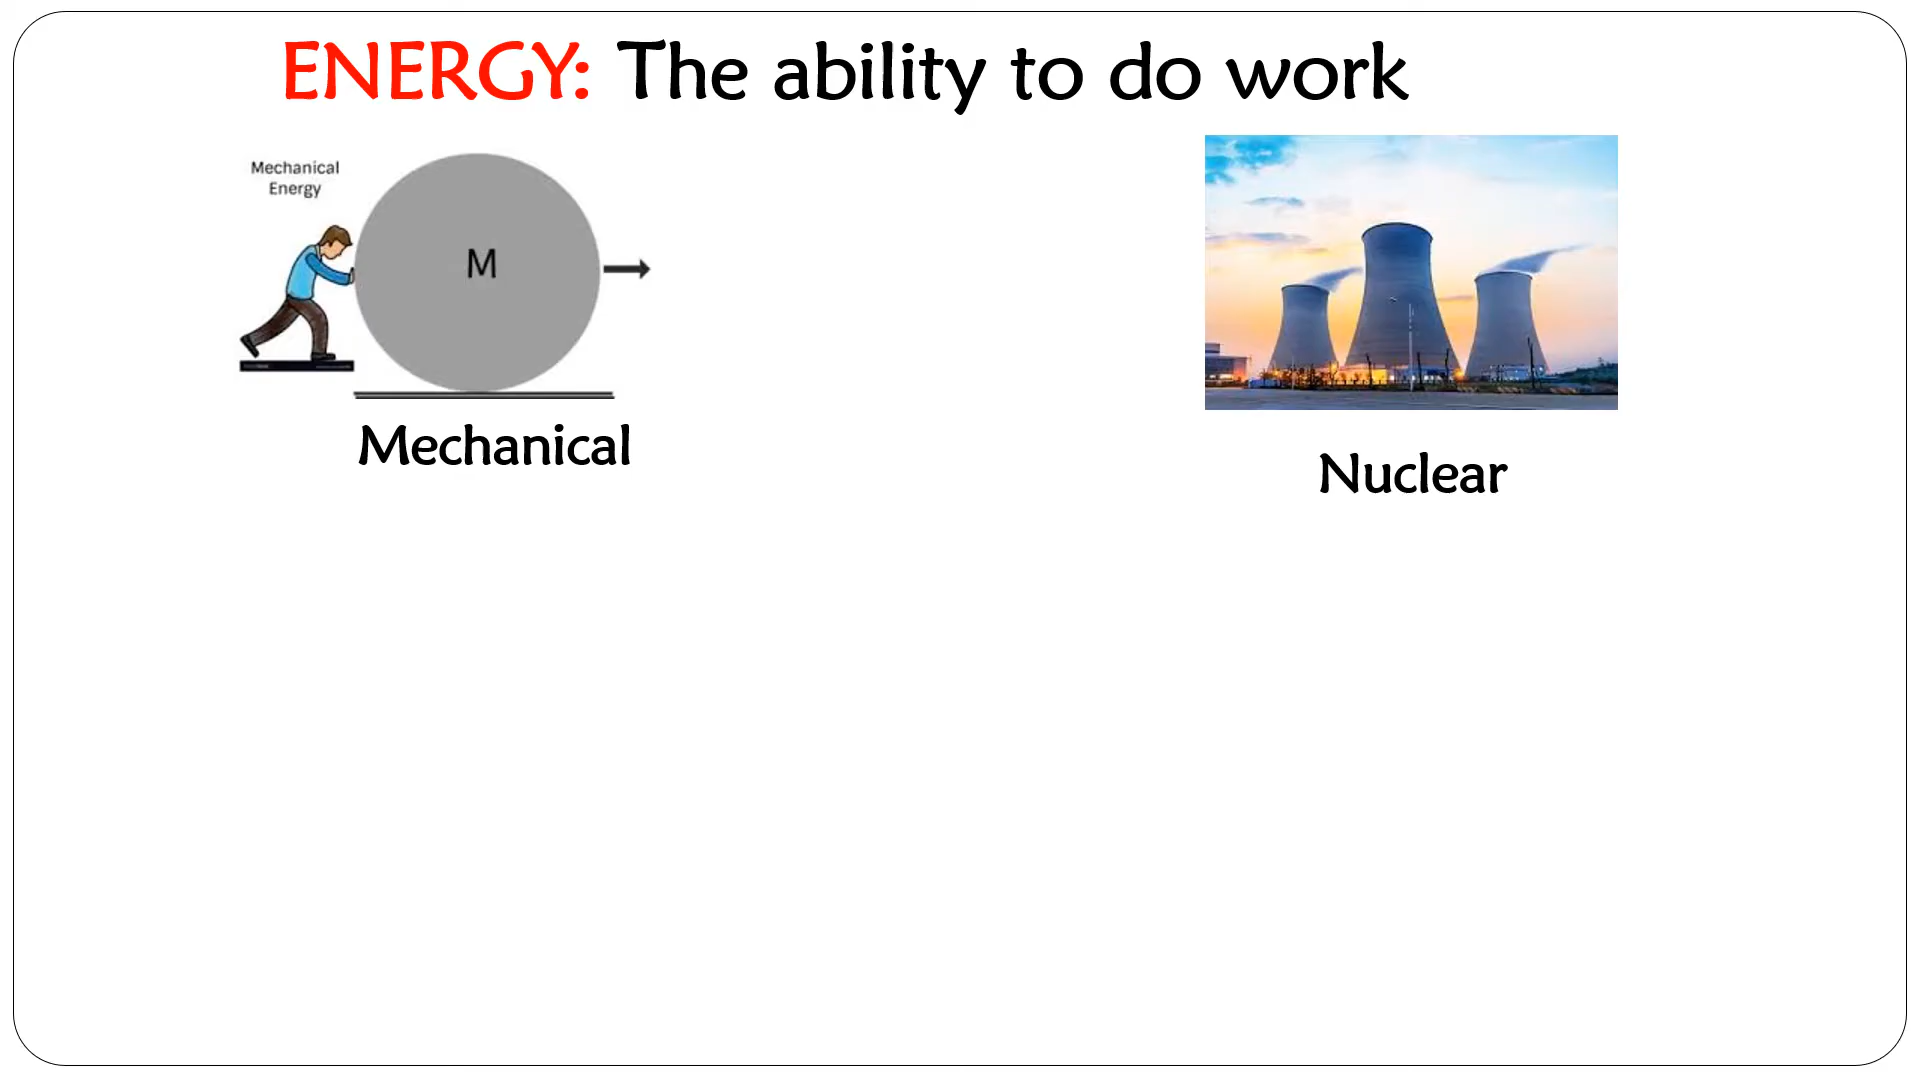 ENERGY: The ability to do work
Mechanical
Energy
M
Mechanical
Nuclear